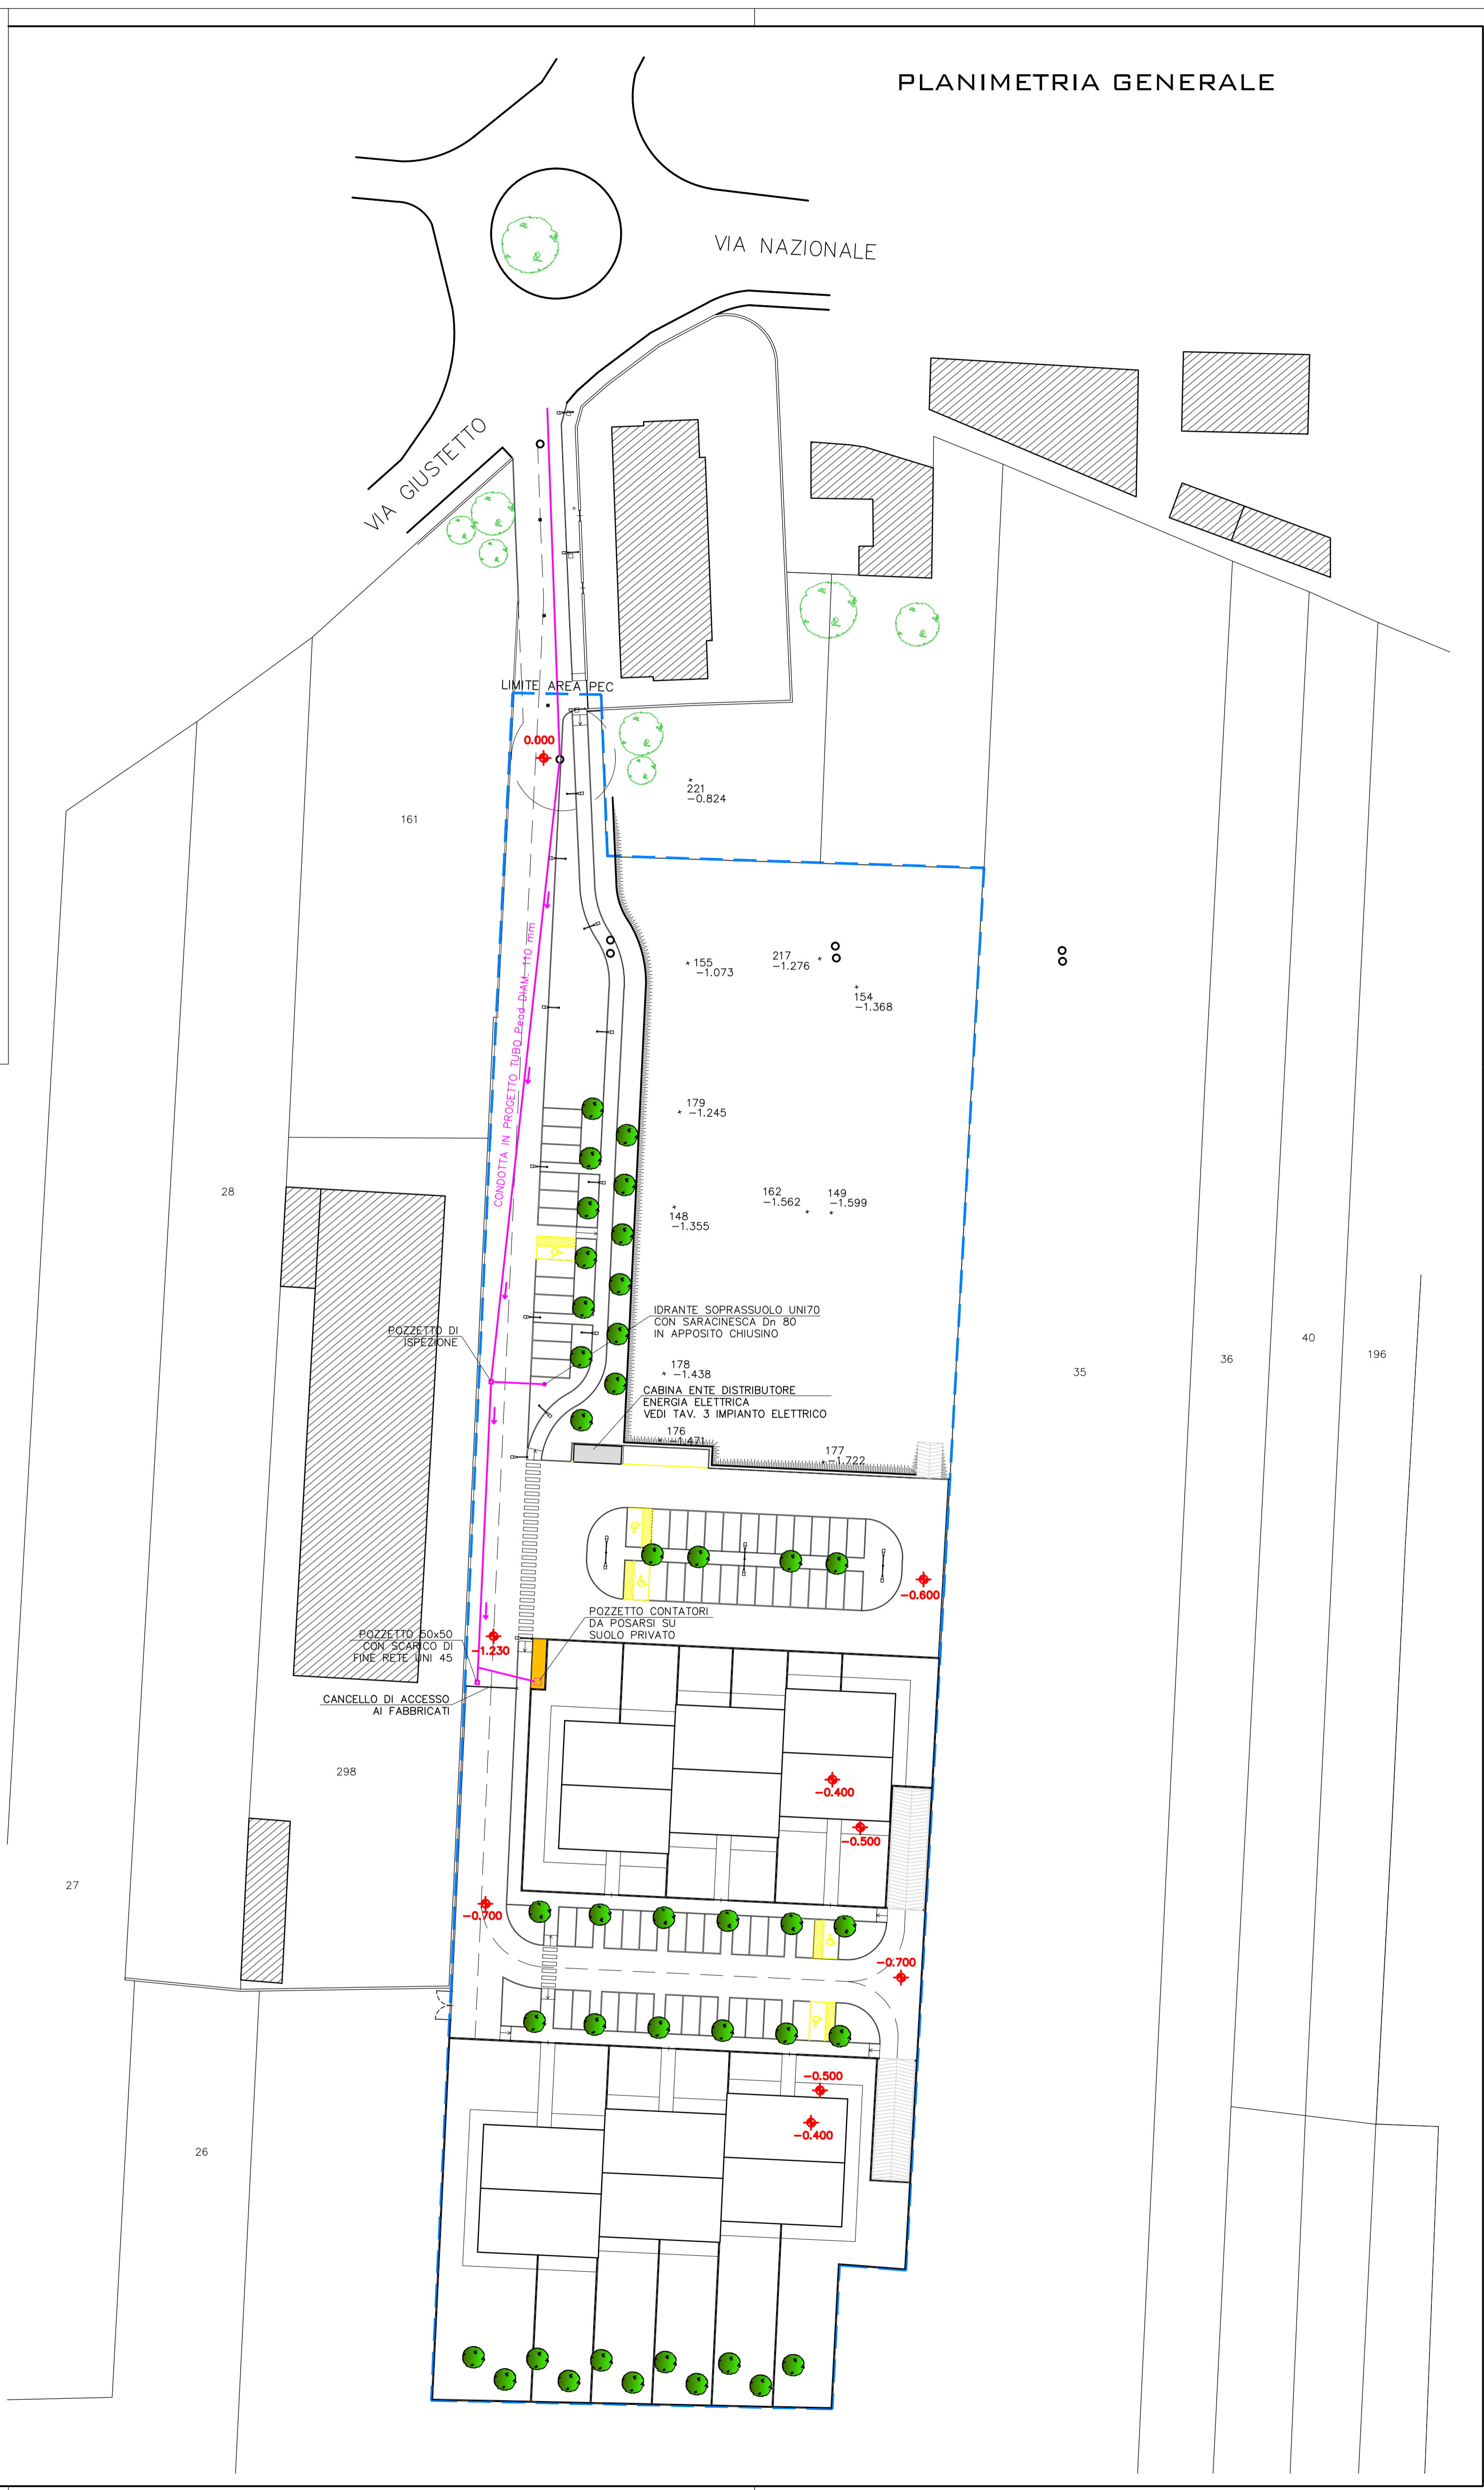 PLANIMETRIA GENERALE
VIA NAZIONALE
VIA GIUSTETTO
LIMITE AREA PEC
0.000
221
-0.824
161
155
-1.073
217
-1.276
154
-1.368
CONDOTTA IN PROGETTO TUBO Pead DIAM. 110 mm
179
-1.245
28
162
-1.562
149
-1.599
148
-1.355
IDRANTE SOPRASSUOLO UNI70
CON SARACINESCA Dn 80
IN APPOSITO CHIUSINO
POZZETTO DI
ISPEZIONE
40
196
36
35
178
-1.438
CABINA ENTE DISTRIBUTORE
ENERGIA ELETTRICA
VEDI TAV. 3 IMPIANTO ELETTRICO
176
-1.471
177
-1.722
-0.600
POZZETTO CONTATORI
DA POSARSI SU
SUOLO PRIVATO
POZZETTO 50x50
CON SCARICO DI
FINE RETE UNI 45
-1.230
CANCELLO DI ACCESSO
AI FABBRICATI
298
-0.400
-0.500
27
-0.700
-0.700
-0.500
-0.400
26